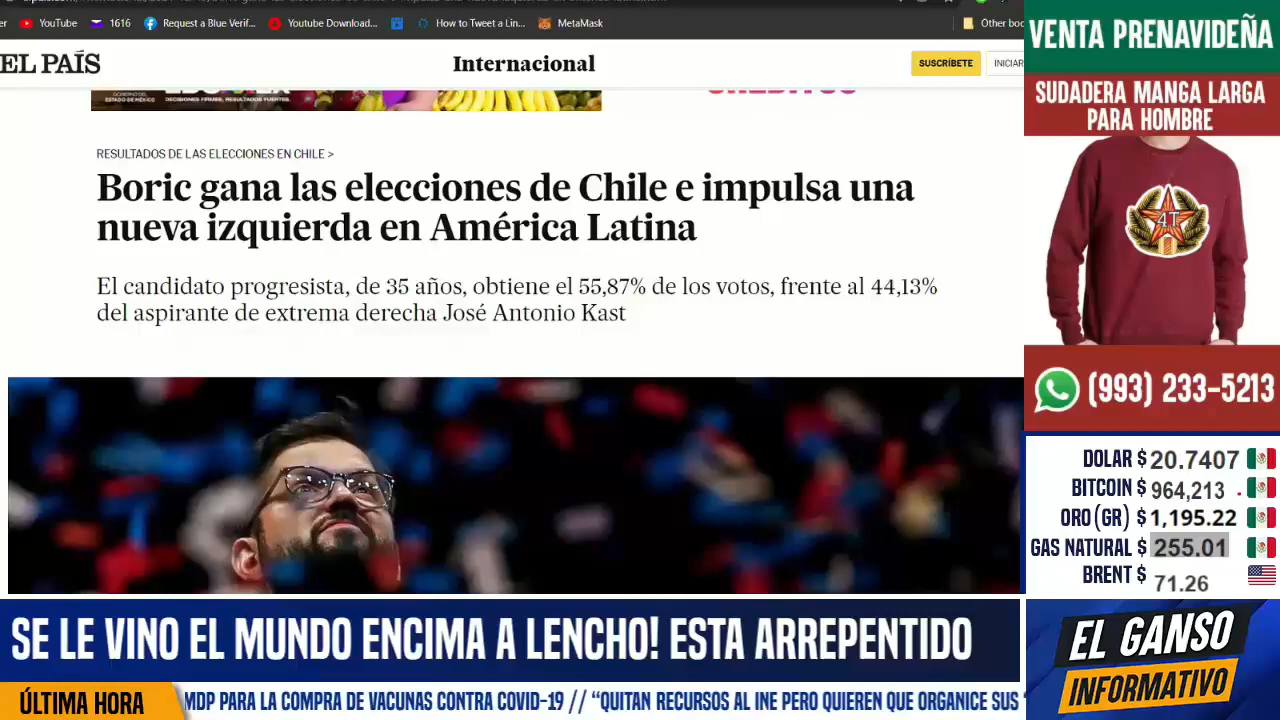 YouTube
1616
Request a Blue Verif...
Youtube Download...
How to Tweet a Lin...
MetaMask
EL PAÍS
Internacional
SUSCRÍBETE
INICIAR
DECISIONES FIRMES, RESULTADOS FUERTES.
RESULTADOS DE LAS ELECCIONES EN CHILE >
Boric gana las elecciones de Chile e impulsa una
nueva izquierda en América Latina
El candidato progresista, de 35 años, obtiene el 55,87% de los votos, frente al 44,13%
del aspirante de extrema derecha José Antonio Kast
VENTA PRENAVIDEÑA
SUDADERA MANGA LARGA
PARA HOMBRE
4T
(993) 233-5213
DOLAR $ 20.7407
BITCOIN $ 964,213
ORO(GR) $ 1,195.22
GAS NATURAL $ 255.01
BRENT $ 71.26
SE LE VINO EL MUNDO ENCIMA A LENCHO! ESTA ARREPENTIDO
EL GANSO
INFORMATIVO
ÚLTIMA HORA
MDP PARA LA COMPRA DE VACUNAS CONTRA COVID-19 // “QUITAN RECURSOS AL INE PERO QUIEREN QUE ORGANICE SUS